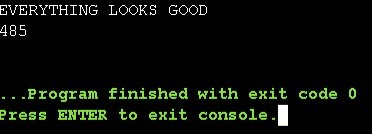 EVERYTHING LOOKS GOOD
485
...Program finished with exit code 0
Press ENTER to exit console.